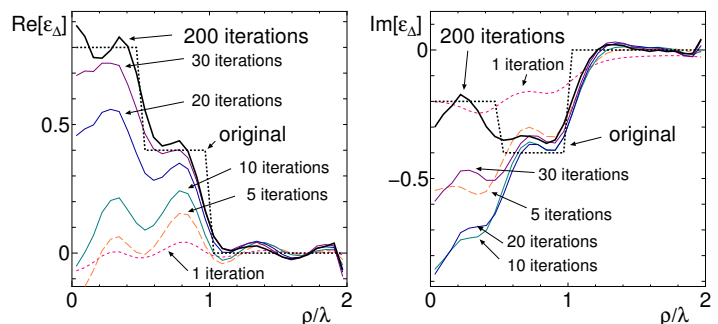 Re[εΔ]
200 iterations
30 iterations
20 iterations
original
10 iterations
5 iterations
1 iteration
0.5
0
0
1
2
ρ/λ
Im[εΔ]
200 iterations
1 iteration
original
30 iterations
5 iterations
20 iterations
10 iterations
0
−0.5
0
1
2
ρ/λ